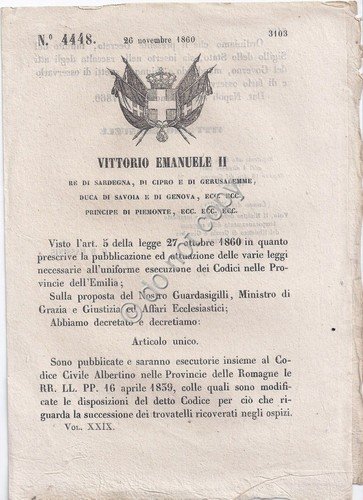 N.° 4448.
26 novembre 1860
3103
VITTORIO EMANUELE II
RE DI SARDEGNA, DI CIPRO E DI GERUSALEMME,
DUCA DI SAVOIA E DI GENOVA, ECC. ECC.
PRINCIPE DI PIEMONTE, ECC. ECC. ECC.
Visto l'art. 5 della legge 27 ottobre 1860 in quanto
prescrive la pubblicazione ed attuazione delle varie leggi
necessarie all'uniforme esecuzione dei Codici nelle Pro-
vincie dell'Emilia;
Sulla proposta del Nostro Guardasigilli, Ministro di
Grazia e Giustizia ed Affari Ecclesiastici;
Abbiamo decretato e decretiamo:
Articolo unico.
Sono pubblicate e saranno esecutorie insieme al Co-
dice Civile Albertino nelle Provincie delle Romagne le
RR. LL. PP. 16 aprile 1839, colle quali sono modifica-
te le disposizioni del detto Codice per ciò che ri-
guarda la successione dei trovatelli ricoverati negli ospizi.
Vol. XXIX.
do not copy